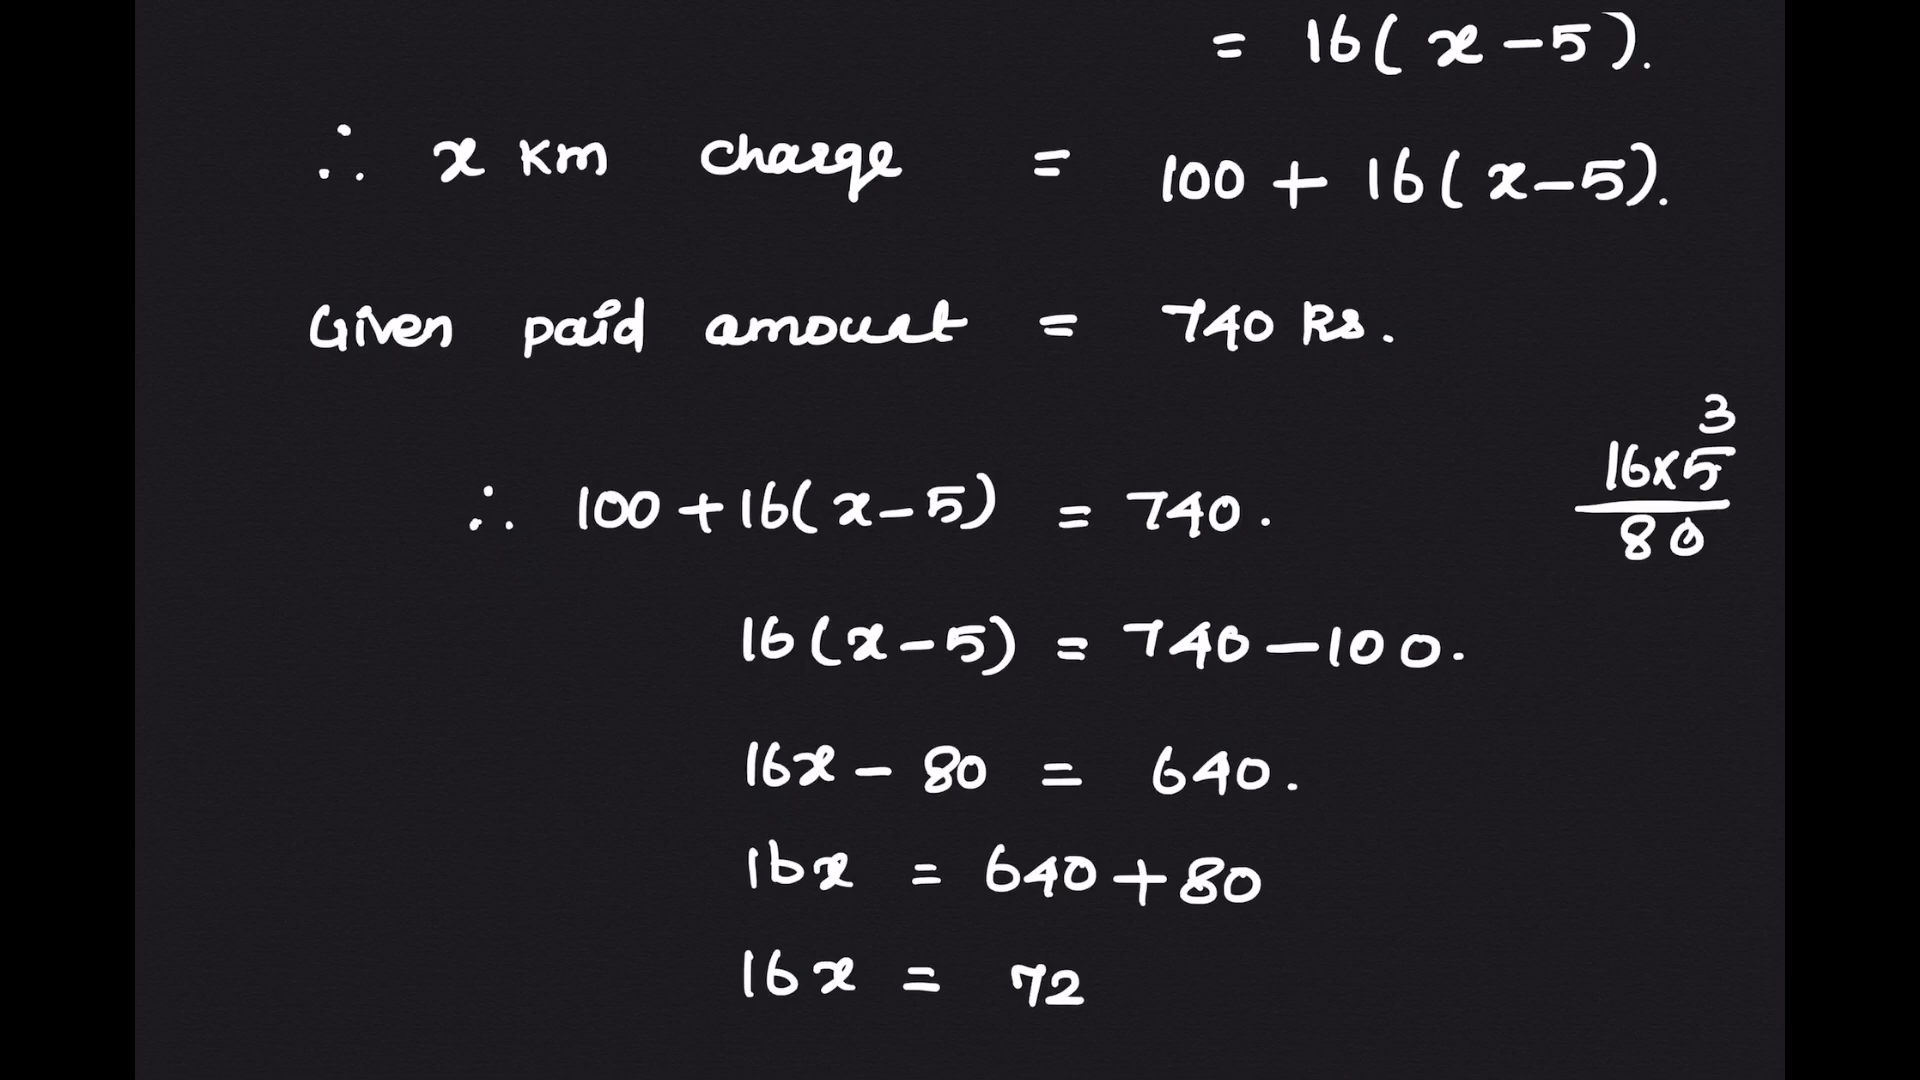 = 16(x-5).
∴ x km charge = 100 + 16(x-5).
Given paid amount = 740 Rs.
3
16x5
80
∴ 100+16(x-5) = 740.
16(x-5) = 740-100.
16x - 80 = 640.
16x = 640+80
16x = 72